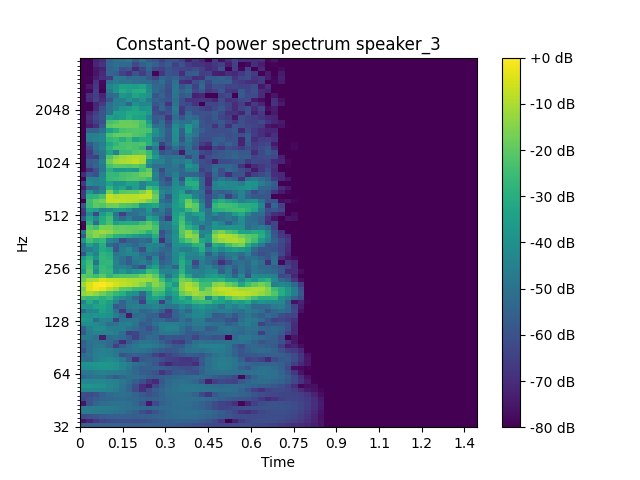 Constant-Q power spectrum speaker_3
Hz
2048
1024
512
256
128
64
32
0 0.15 0.3 0.45 0.6 0.75 0.9 1.1 1.2 1.4
Time
+0 dB
-10 dB
-20 dB
-30 dB
-40 dB
-50 dB
-60 dB
-70 dB
-80 dB